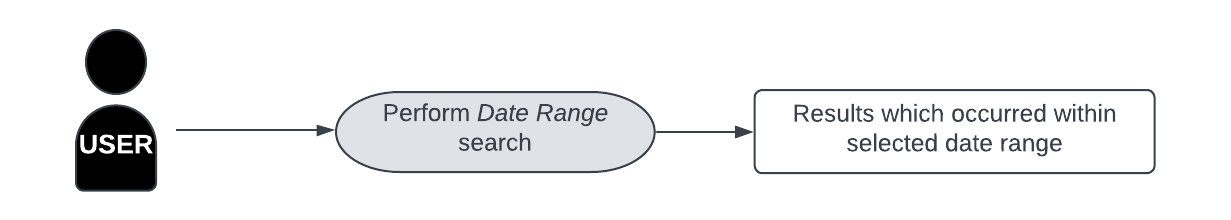 USER
Perform Date Range
search
Results which occurred within
selected date range